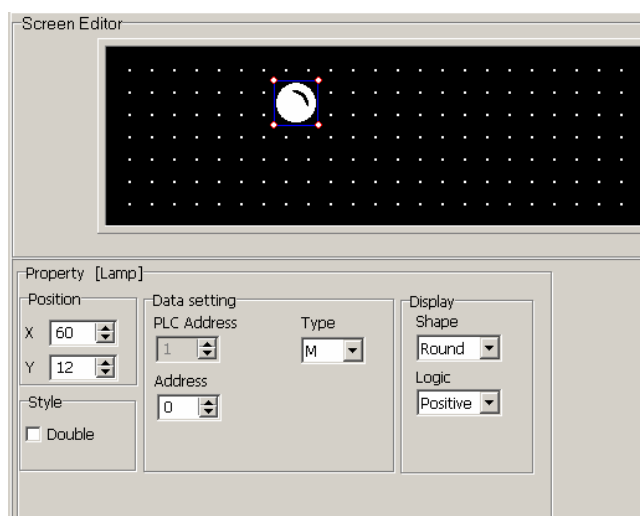 Screen Editor
Property [Lamp]
Position
X 60
Y 12
Style
Double
Data setting
PLC Address
1
Type
M
Address
0
Display
Shape
Round
Logic
Positive